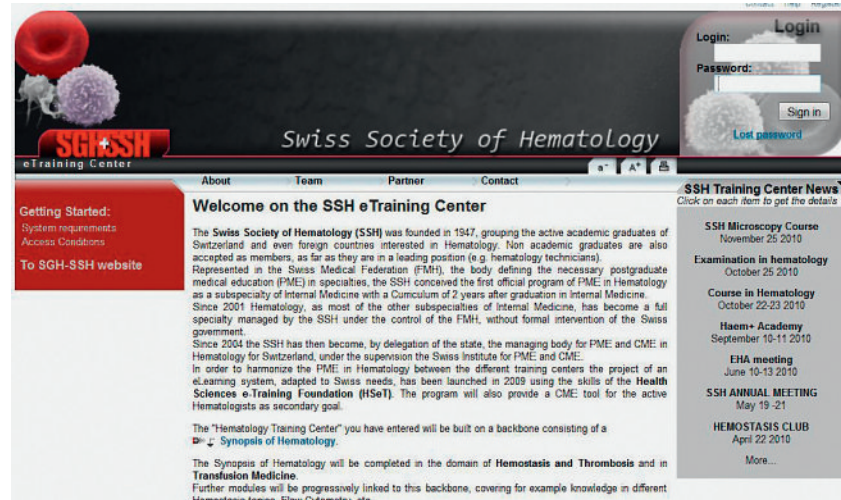 Contact Help Register
Login
Login:
Password:
Sign in
Lost password
SGH+SSH
eTraining Center
Swiss Society of Hematology
a- A+
About Team Partner Contact
Getting Started:
System requirements
Access Conditions
To SGH-SSH website
Welcome on the SSH eTraining Center
The Swiss Society of Hematology (SSH) was founded in 1947, grouping the active academic graduates of
Switzerland and even foreign countries interested in Hematology. Non academic graduates are also
accepted as members, as far as they are in a leading position (e.g. hematology technicians).
Represented in the Swiss Medical Federation (FMH), the body defining the necessary postgraduate
medical education (PME) in specialties, the SSH conceived the first official program of PME in Hematology
as a subspecialty of Internal Medicine with a Curriculum of 2 years after graduation in Internal Medicine.
Since 2001 Hematology, as most of the other subspecialties of Internal Medicine, has become a full
specialty managed by the SSH under the control of the FMH, without formal intervention of the Swiss
government.
Since 2004 the SSH has then become, by delegation of the state, the managing body for PME and CME in
Hematology for Switzerland, under the supervision the Swiss Institute for PME and CME.
In order to harmonize the PME in Hematology between the different training centers the project of an
eLearning system, adapted to Swiss needs, has been launched in 2009 using the skills of the Health
Sciences e-Training Foundation (HSeT). The program will also provide a CME tool for the active
Hematologists as secondary goal.
The "Hematology Training Center" you have entered will be built on a backbone consisting of a
Synopsis of Hematology.
The Synopsis of Hematology will be completed in the domain of Hemostasis and Thrombosis and in
Transfusion Medicine.
Further modules will be progressively linked to this backbone, covering for example knowledge in different
Hemostasis topics, Flow Cytometry, etc.
SSH Training Center News
Click on each item to get the details
SSH Microscopy Course
November 25 2010
Examination in hematology
October 25 2010
Course in Hematology
October 22-23 2010
Haem+ Academy
September 10-11 2010
EHA meeting
June 10-13 2010
SSH ANNUAL MEETING
May 19 -21
HEMOSTASIS CLUB
April 22 2010
More...